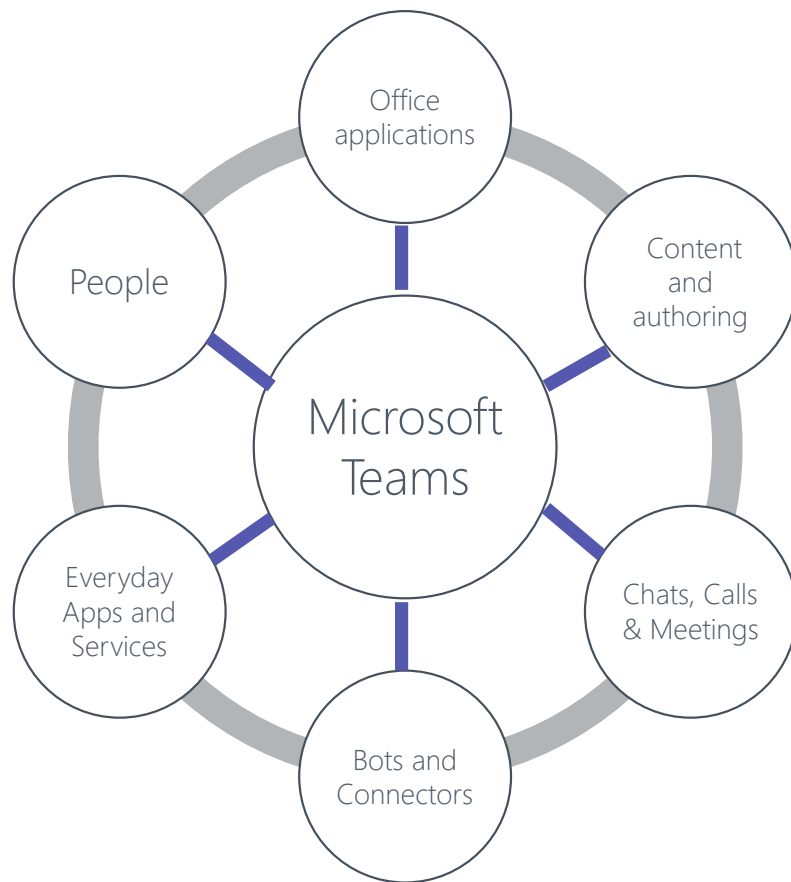 Office
applications
Content
and
authoring
Chats, Calls
& Meetings
Bots and
Connectors
Everyday
Apps and
Services
People
Microsoft
Teams